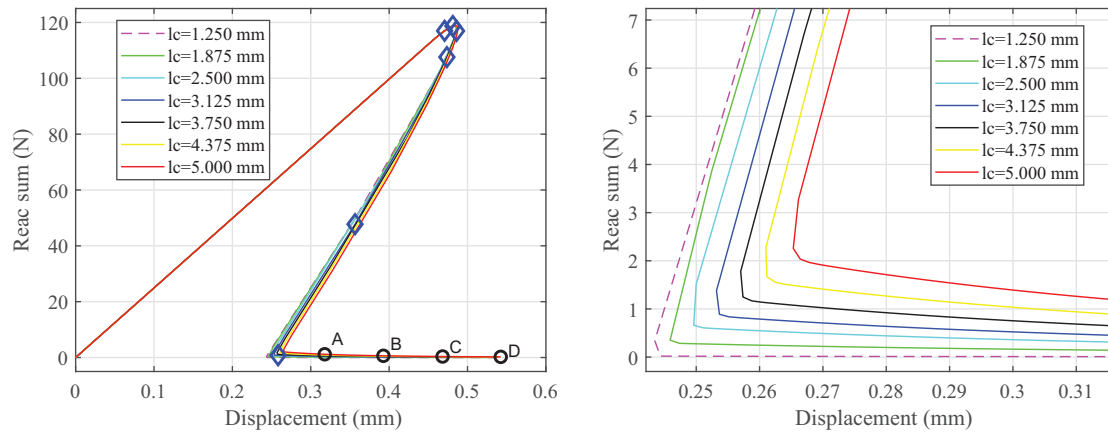 120
100
80
60
40
20
0
Reac sum (N)
lc=1.250 mm
lc=1.875 mm
lc=2.500 mm
lc=3.125 mm
lc=3.750 mm
lc=4.375 mm
lc=5.000 mm
A
B
C
D
0 0.1 0.2 0.3 0.4 0.5 0.6
Displacement (mm)
7
6
5
4
3
2
1
0
Reac sum (N)
lc=1.250 mm
lc=1.875 mm
lc=2.500 mm
lc=3.125 mm
lc=3.750 mm
lc=4.375 mm
lc=5.000 mm
0.25 0.26 0.27 0.28 0.29 0.3 0.31
Displacement (mm)